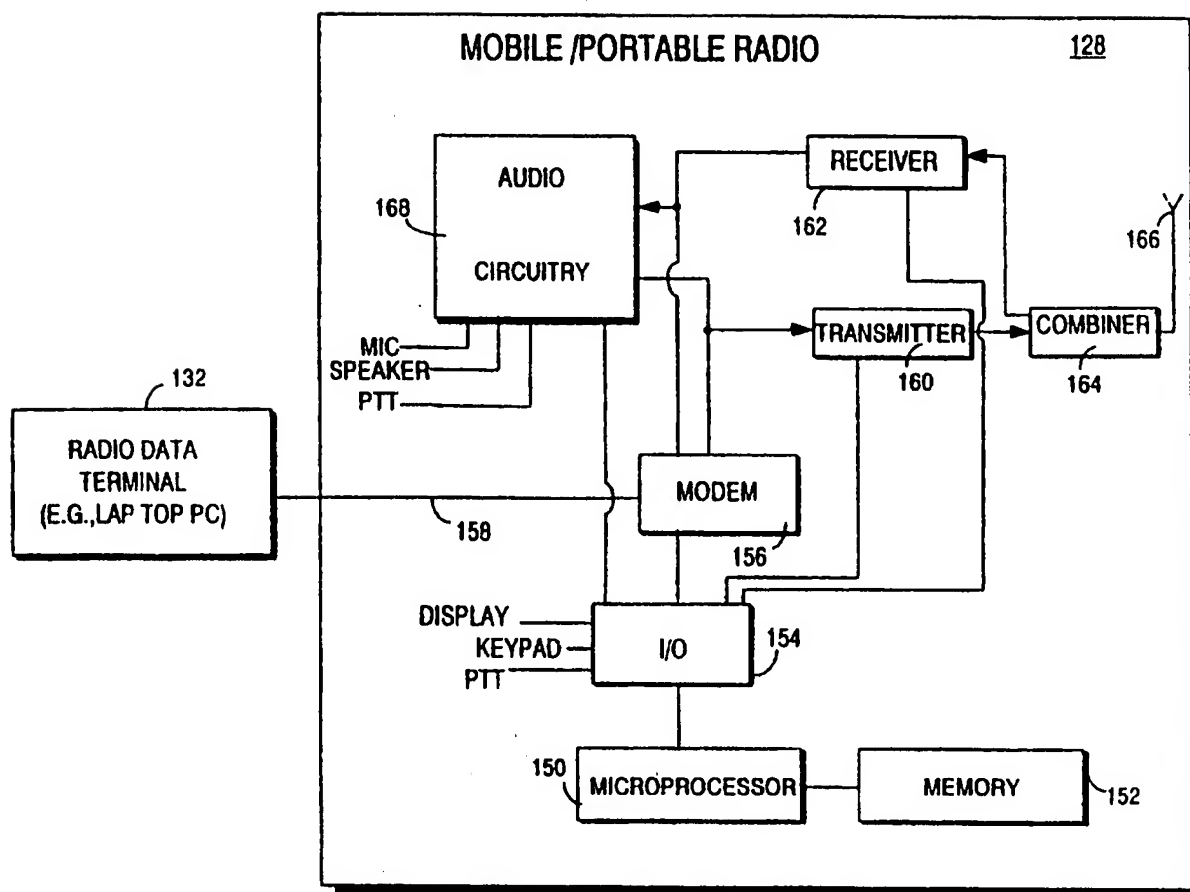 MOBILE /PORTABLE RADIO
128
AUDIO
CIRCUITRY
168
RECEIVER
162
166
TRANSMITTER
160
COMBINER
164
MIC
SPEAKER
PTT
132
RADIO DATA
TERMINAL
(E.G.,LAP TOP PC)
158
MODEM
156
DISPLAY
KEYPAD
PTT
I/O
154
150
MICROPROCESSOR
MEMORY
152